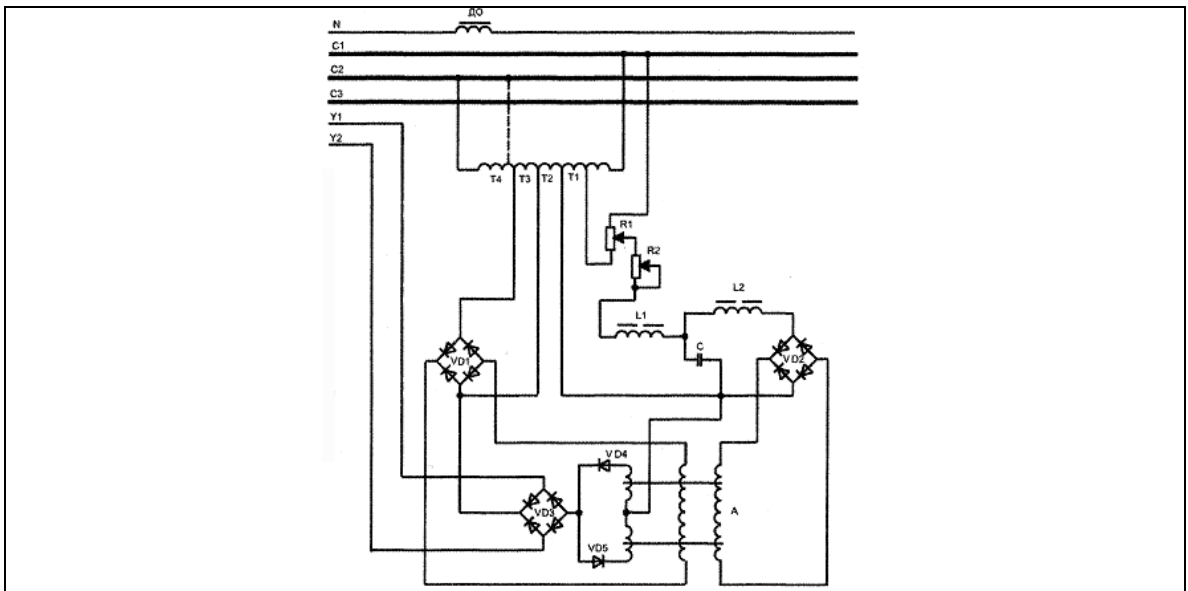 ДО
N
C1
C2
C3
Y1
Y2
T4 T3 T2 T1
R1
R2
L2
L1
C
VD1
VD2
VD4
VD3
A
VD5